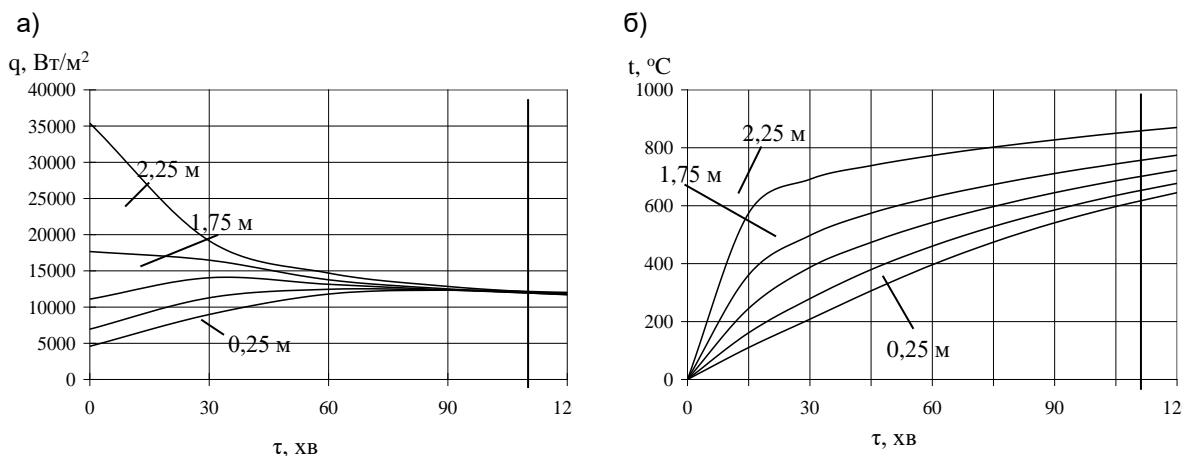 а)
q, Вт/м²
40000
35000
30000
25000
20000
15000
10000
5000
0
0 30 60 90 12
2,25 м
1,75 м
0,25 м
τ, хв
б)
t, ºC
1000
800
600
400
200
0
0 30 60 90 12
2,25 м
1,75 м
0,25 м
τ, хв